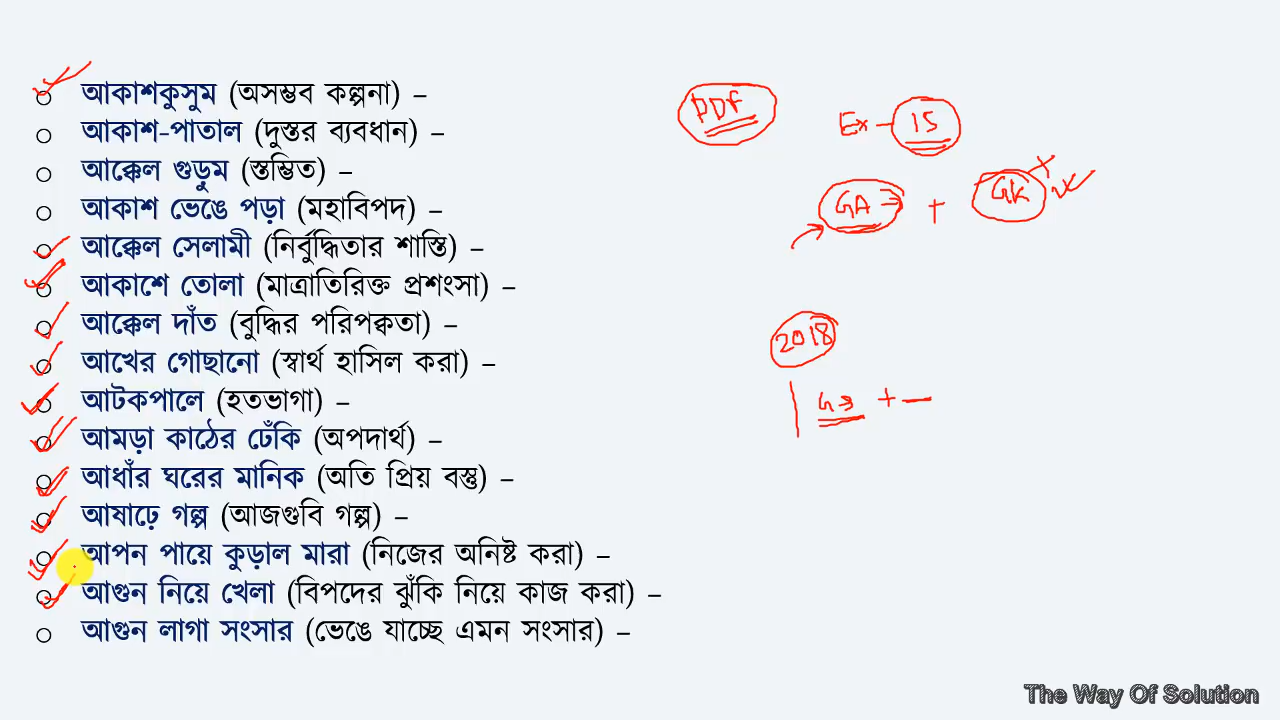 আকাশকুসুম (অসম্ভব কল্পনা) –
আকাশ-পাতাল (দুস্তর ব্যবধান) –
আক্কেল গুড়ুম (স্তম্ভিত) –
আকাশ ভেঙে পড়া (মহাবিপদ) –
আক্কেল সেলামী (নির্বুদ্ধিতার শাস্তি) –
আকাশে তোলা (মাত্রাতিরিক্ত প্রশংসা) –
আক্কেল দাঁত (বুদ্ধির পরিপক্বতা) –
আখের গোছানো (স্বার্থ হাসিল করা) –
আটকপালে (হতভাগা) –
আমড়া কাঠের ঢেঁকি (অপদার্থ) –
আধাঁর ঘরের মানিক (অতি প্রিয় বস্তু) –
আষাঢ়ে গল্প (আজগুবি গল্প) –
আপন পায়ে কুড়াল মারা (নিজের অনিষ্ট করা) –
আগুন নিয়ে খেলা (বিপদের ঝুঁকি নিয়ে কাজ করা) –
আগুন লাগা সংসার (ভেঙে যাচ্ছে এমন সংসার) –
PDF
Ex – 15
GA + GK
2018
The Way Of Solution